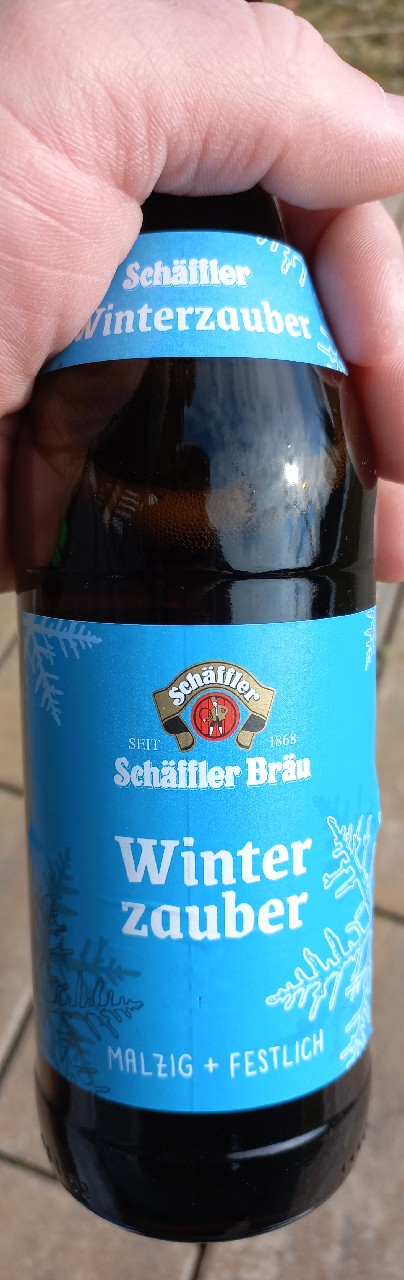 Schäffler
Winterzauber
Schäffler
SEIT 1868
Schäffler Bräu
Winter
zauber
MALZIG + FESTLICH